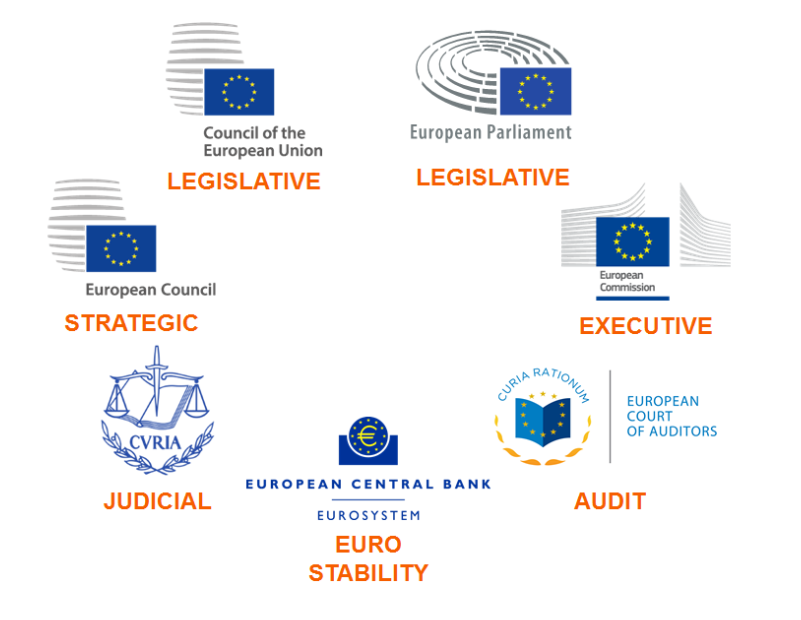 Council of the
European Union
LEGISLATIVE
European Parliament
LEGISLATIVE
European Council
STRATEGIC
European
Commission
EXECUTIVE
CVRIA
JUDICIAL
EUROPEAN CENTRAL BANK
EUROSYSTEM
EURO
STABILITY
CURIA RATIONUM
EUROPEAN
COURT
OF AUDITORS
AUDIT